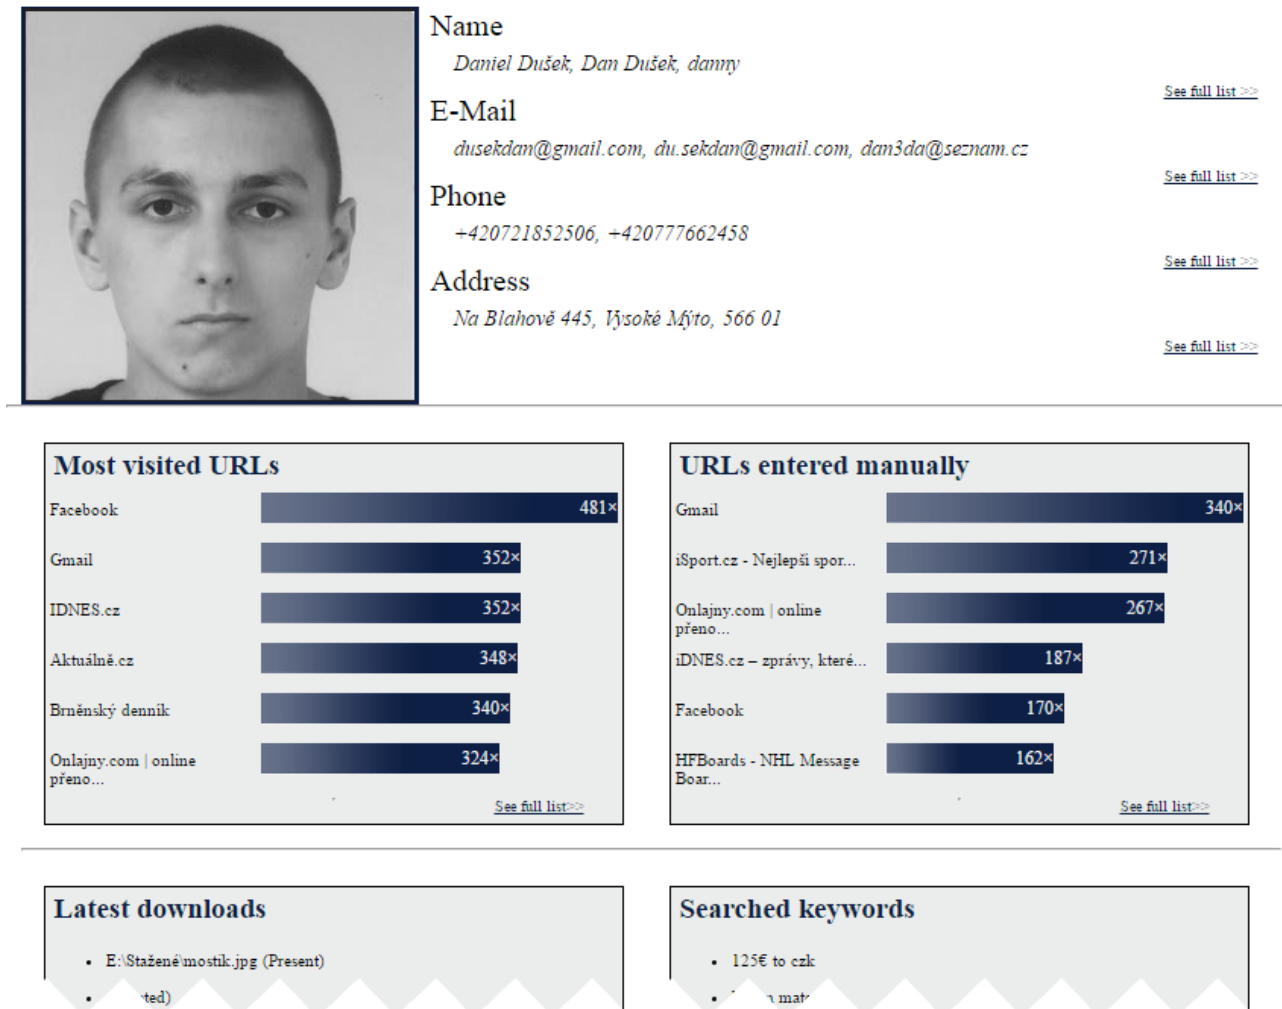 Name
Daniel Dušek, Dan Dušek, danny
See full list >>
E-Mail
dusekdan@gmail.com, du.sekdan@gmail.com, dan3da@seznam.cz
See full list >>
Phone
+420721852506, +420777662458
See full list >>
Address
Na Blahově 445, Vysoké Mýto, 566 01
See full list >>
Most visited URLs
Facebook 481×
Gmail 352×
IDNES.cz 352×
Aktuálně.cz 348×
Brněnský denník 340×
Onlajny.com | online 324×
přeno...
See full list>>
URLs entered manually
Gmail 340×
iSport.cz - Nejlepší spor... 271×
Onlajny.com | online 267×
přeno...
iDNES.cz – zprávy, které... 187×
Facebook 170×
HFBoards - NHL Message 162×
Boar...
See full list>>
Latest downloads
• E:\Stažené\mostik.jpg (Present)
Searched keywords
• 125€ to czk